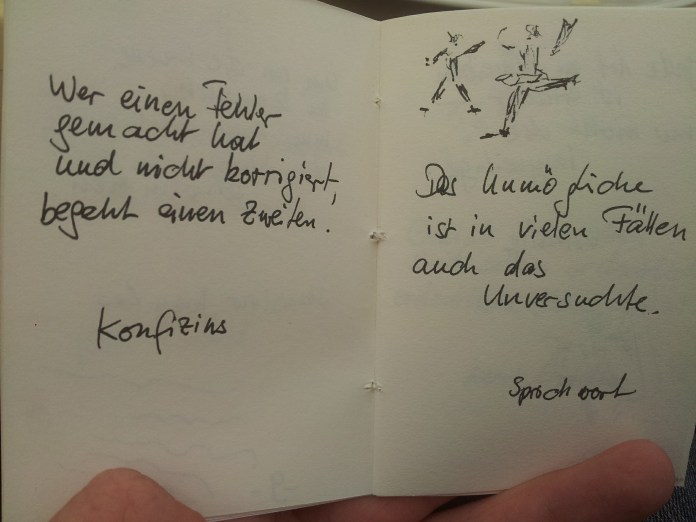 Wer einen Fehler
gemacht hat
und nicht korrigiert,
begeht einen zweiten.
Konfizius
Das Unmögliche
ist in vielen Fällen
auch das
Unversuchte.
Sprichwort